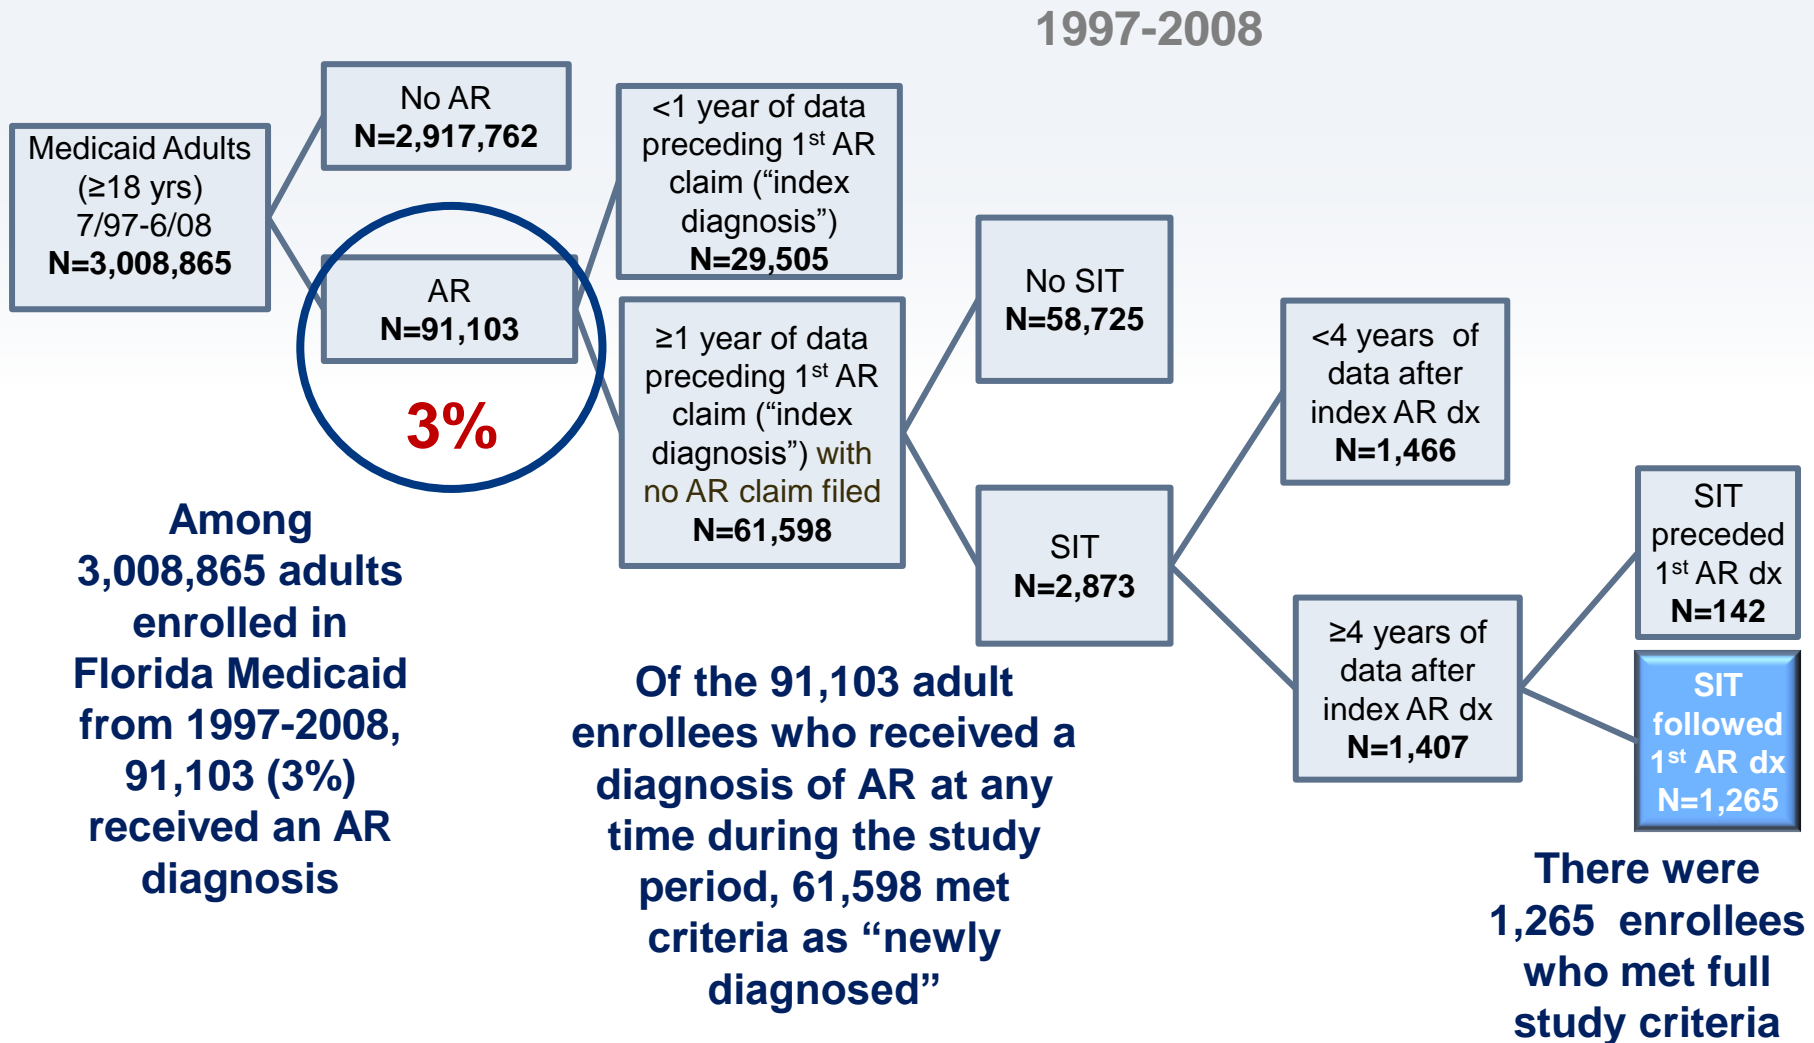 1997-2008
Medicaid Adults
(≥18 yrs)
7/97-6/08
N=3,008,865
No AR
N=2,917,762
AR
N=91,103
3%
<1 year of data
preceding 1st AR
claim (“index
diagnosis”)
N=29,505
≥1 year of data
preceding 1st AR
claim (“index
diagnosis”) with
no AR claim filed
N=61,598
No SIT
N=58,725
SIT
N=2,873
<4 years of
data after
index AR dx
N=1,466
≥4 years of
data after
index AR dx
N=1,407
SIT
preceded
1st AR dx
N=142
SIT
followed
1st AR dx
N=1,265
Among
3,008,865 adults
enrolled in
Florida Medicaid
from 1997-2008,
91,103 (3%)
received an AR
diagnosis
Of the 91,103 adult
enrollees who received a
diagnosis of AR at any
time during the study
period, 61,598 met
criteria as “newly
diagnosed”
There were
1,265 enrollees
who met full
study criteria